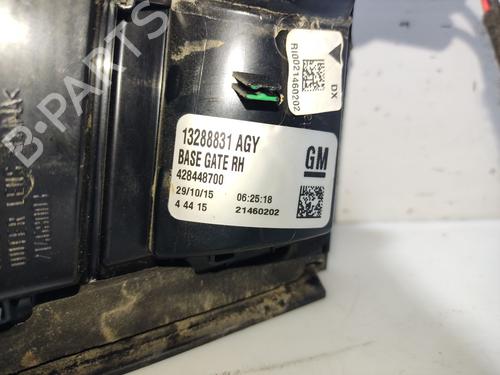 DX
RI0021460202
13288831 AGY
BASE GATE RH
428448700
GM
29/10/15 06:25:18
4 44 15 21460202
B-PARTS